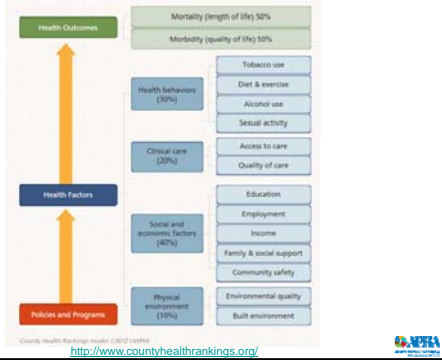 Health Outcomes
Mortality (length of life) 50%
Morbidity (quality of life) 50%
Health behaviors
(30%)
Tobacco use
Diet & exercise
Alcohol use
Sexual activity
Clinical care
(20%)
Access to care
Quality of care
Health Factors
Social and
economic factors
(40%)
Education
Employment
Income
Family & social support
Community safety
Policies and Programs
Physical
environment
(10%)
Environmental quality
Built environment
County Health Rankings model ©2012 UWPHI
http://www.countyhealthrankings.org/
APHA